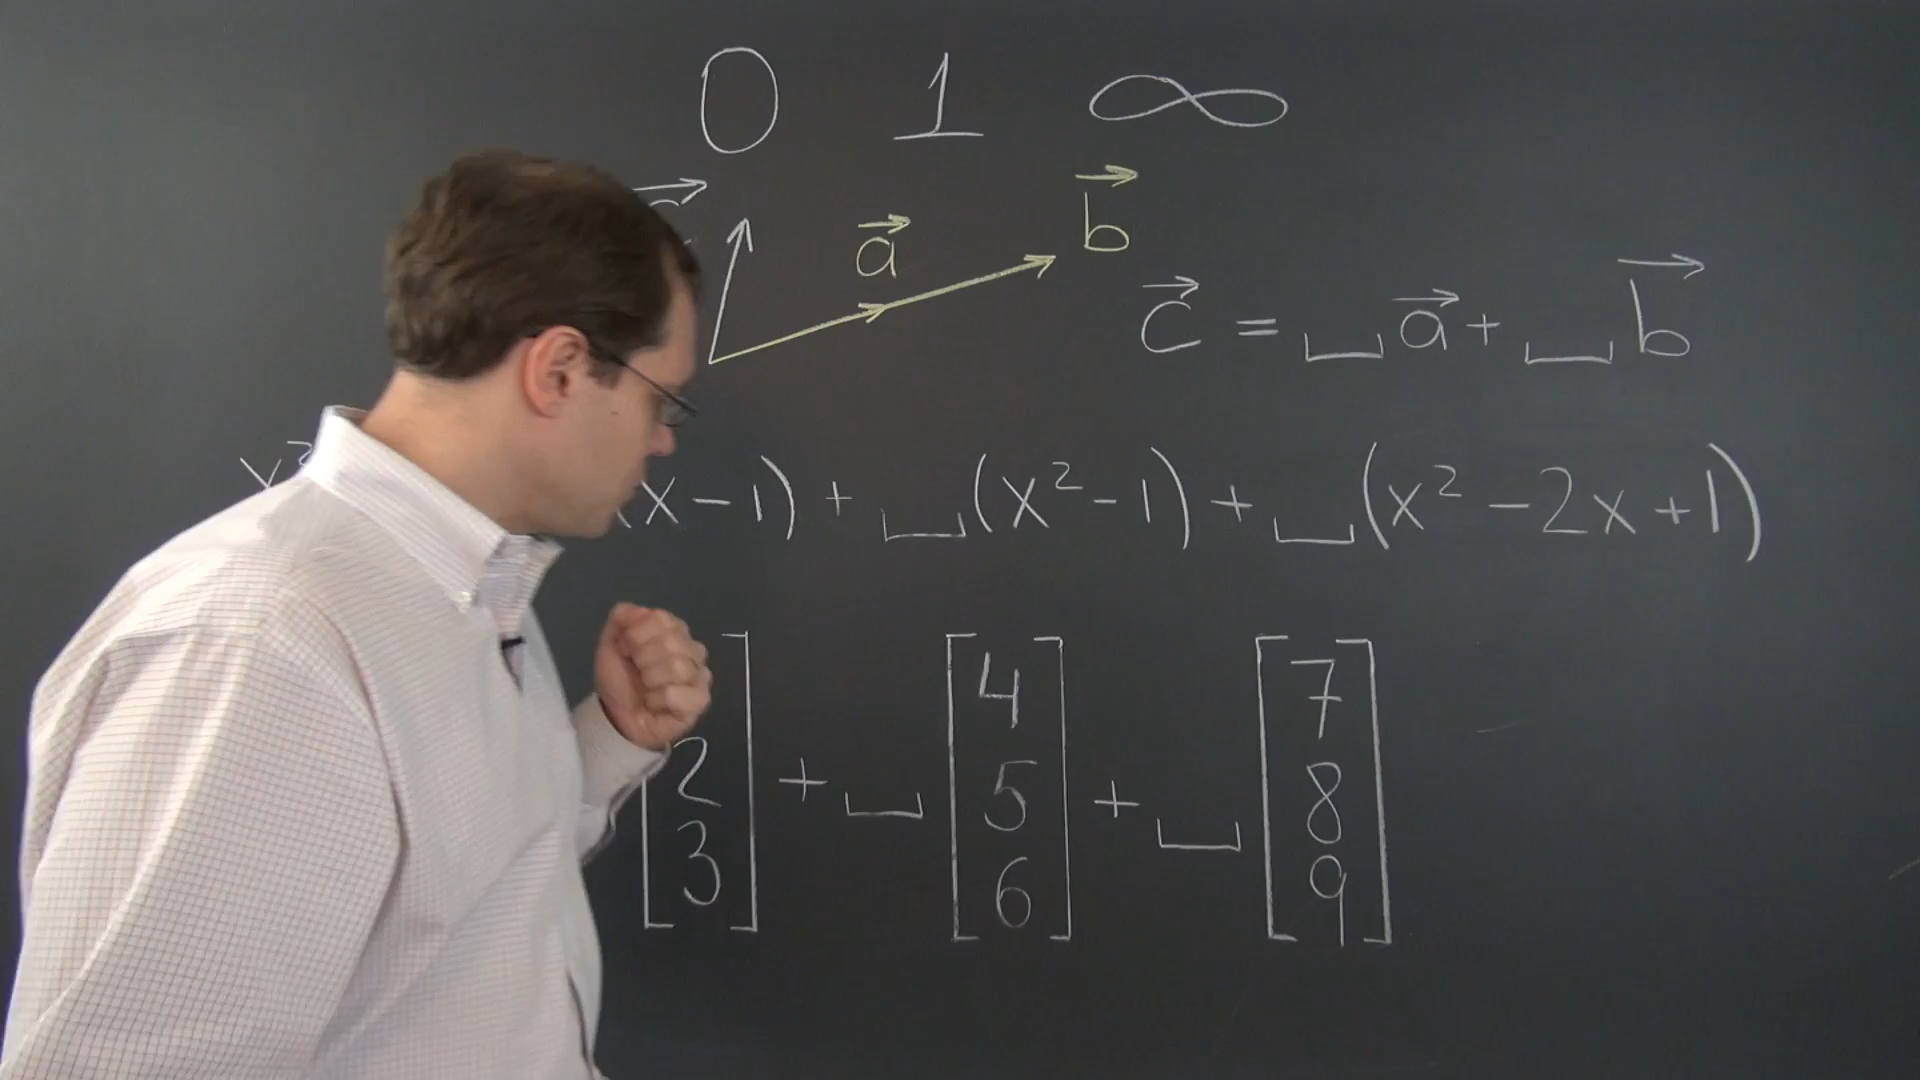 0 1 ∞
a⃗ b⃗
c⃗ = ␣ a⃗ + ␣ b⃗
x − 1) + ␣ (x² − 1) + ␣ (x² − 2x + 1)
4 7
2 + ␣ 5 + ␣ 8
3 6 9